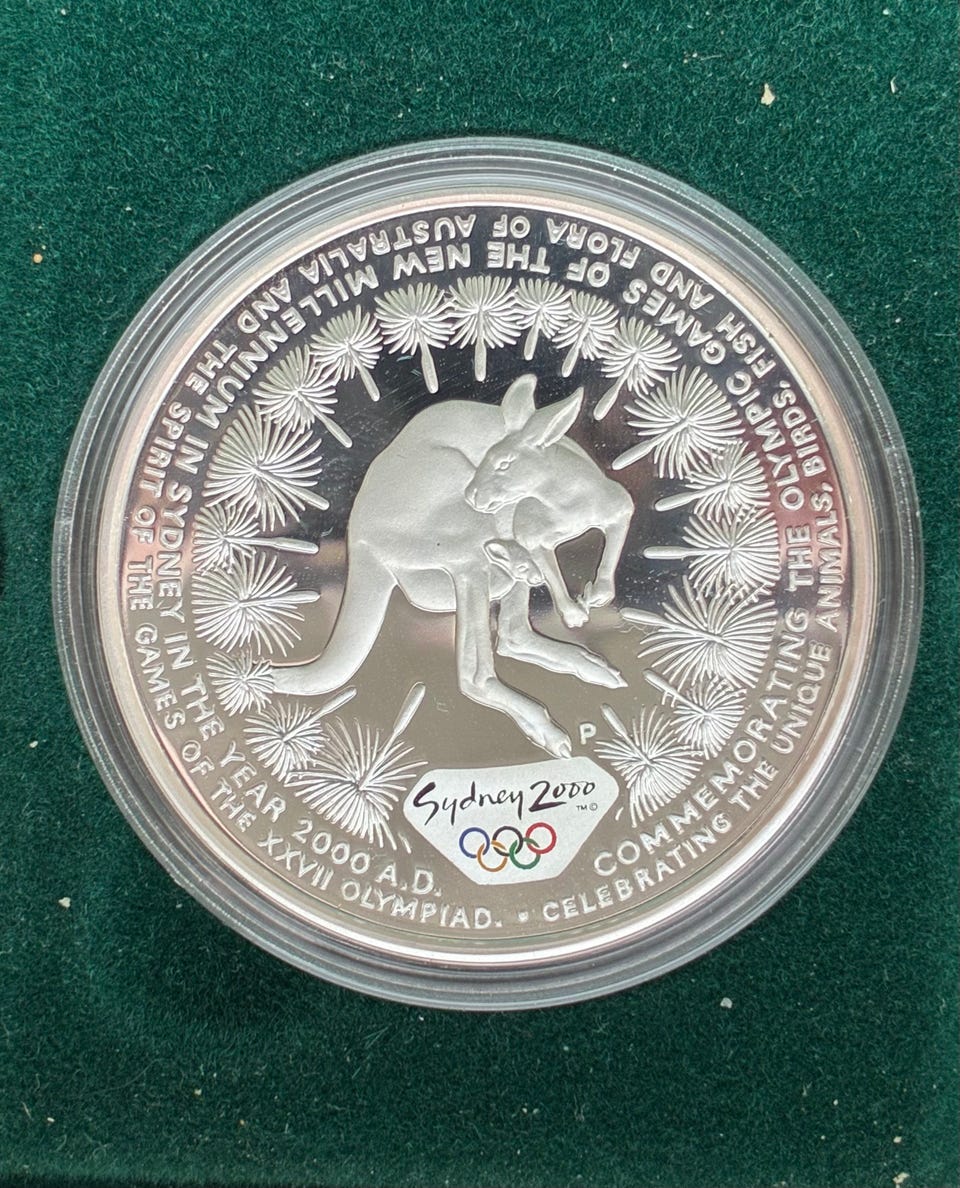 COMMEMORATING THE OLYMPIC GAMES OF THE NEW MILLENNIUM IN SYDNEY IN THE YEAR 2000 A.D.
CELEBRATING THE UNIQUE ANIMALS, BIRDS, FISH AND FLORA OF AUSTRALIA AND THE SPIRIT OF THE GAMES OF THE XXVII OLYMPIAD. •
P
Sydney 2000
TM©